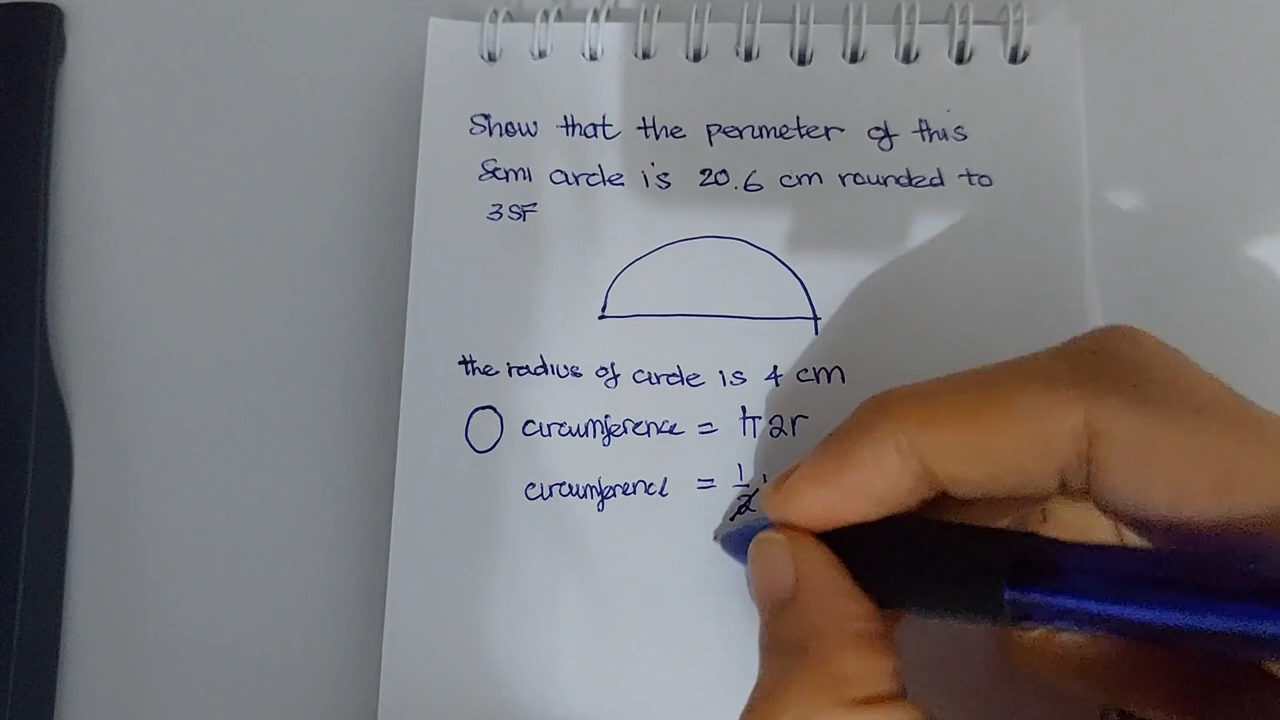 Show that the perimeter of this
Semi circle is 20.6 cm rounded to
3SF
the radius of circle is 4 cm
circumference = π2r
circumference = 1/2